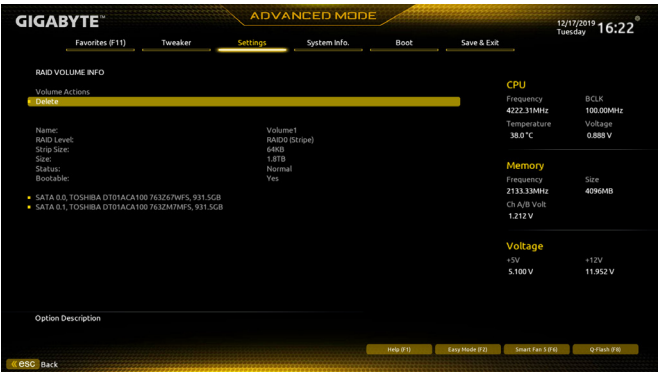 GIGABYTE™
ADVANCED MODE
12/17/2019
Tuesday
16:22
Favorites (F11)
Tweaker
Settings
System Info.
Boot
Save & Exit
RAID VOLUME INFO
Volume Actions
Delete
Name: Volume1
RAID Level: RAID0 (Stripe)
Strip Size: 64KB
Size: 1.8TB
Status: Normal
Bootable: Yes
SATA 0.0, TOSHIBA DT01ACA100 763Z67WFS, 931.5GB
SATA 0.1, TOSHIBA DT01ACA100 763ZM7MFS, 931.5GB
CPU
Frequency BCLK
4222.31MHz 100.00MHz
Temperature Voltage
38.0 °C 0.888 V
Memory
Frequency Size
2133.33MHz 4096MB
Ch A/B Volt
1.212 V
Voltage
+5V +12V
5.100 V 11.952 V
Option Description
Help (F1)
Easy Mode (F2)
Smart Fan 5 (F6)
Q-Flash (F8)
« esc Back